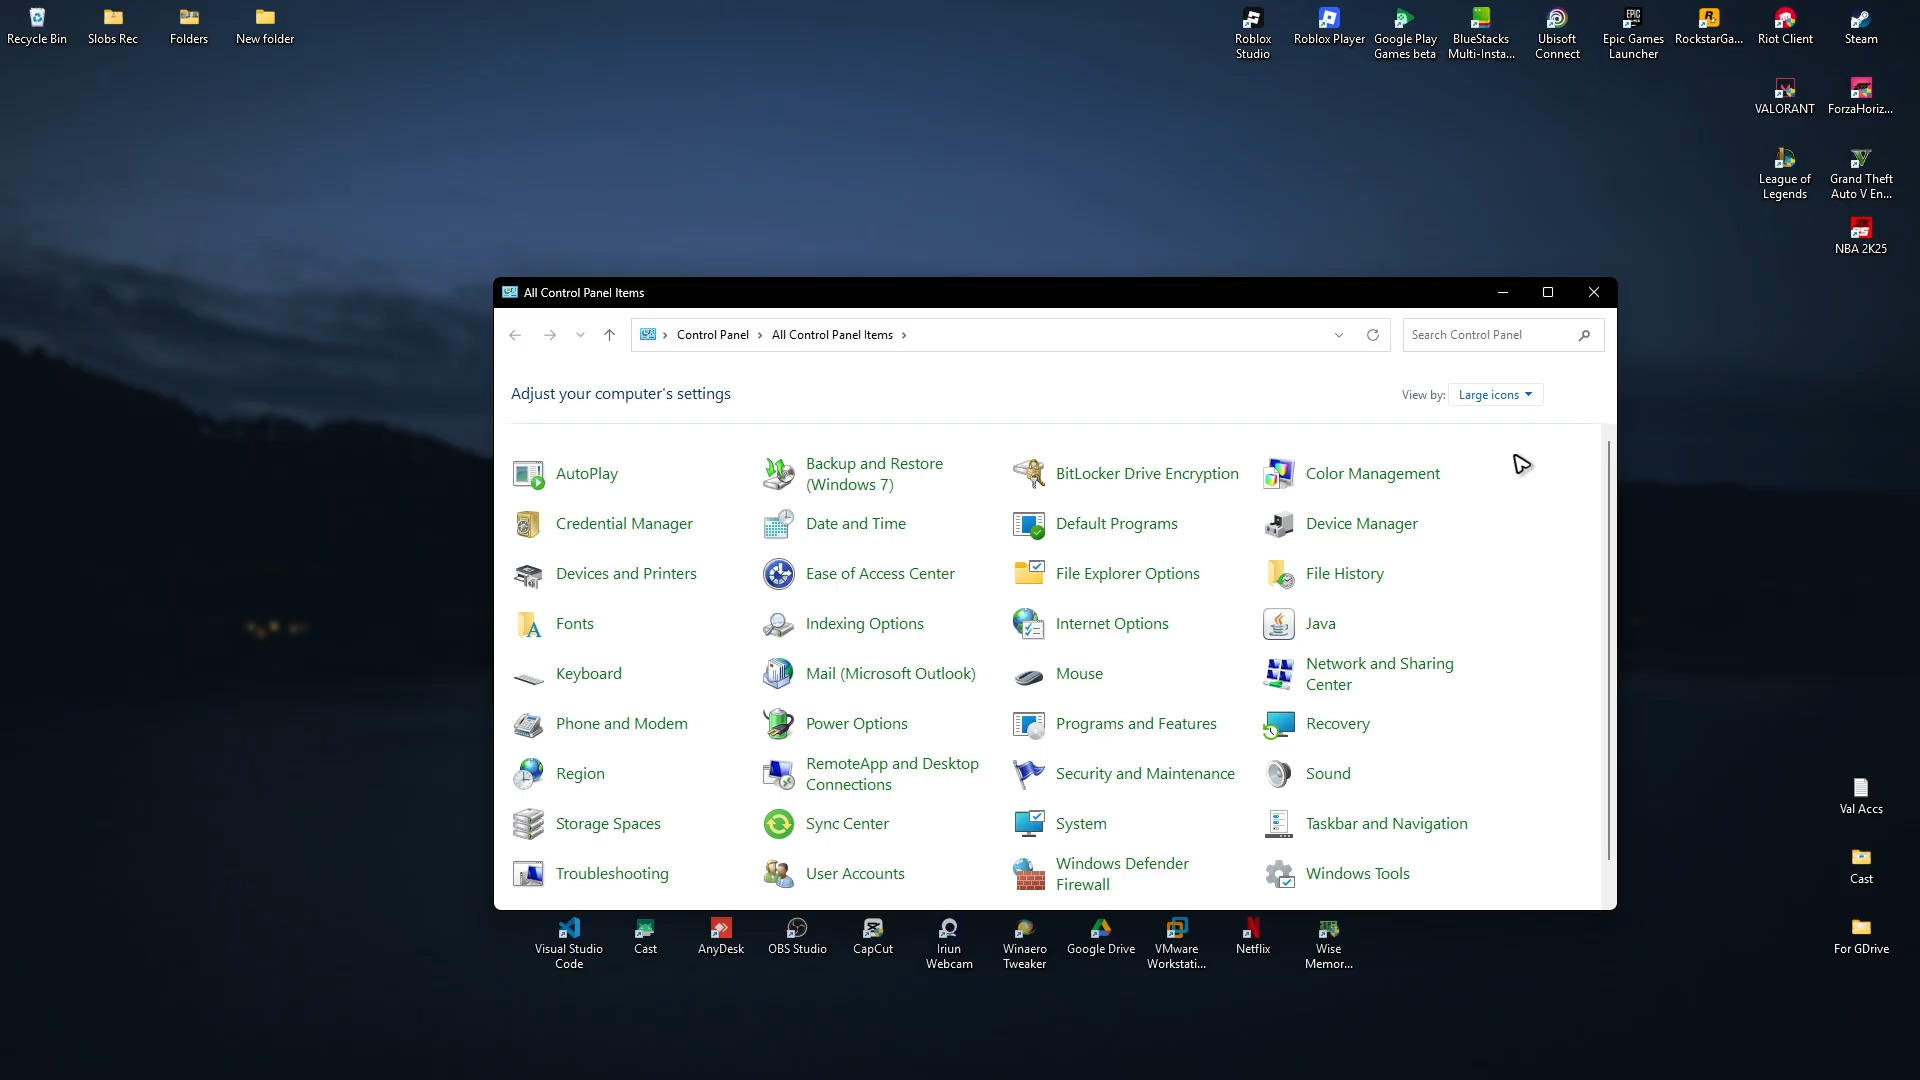 Recycle Bin
Slobs Rec
Folders
New folder
Roblox
Studio
Roblox Player
Google Play
Games beta
BlueStacks
Multi-Insta...
Ubisoft
Connect
Epic Games
Launcher
RockstarGa...
Riot Client
Steam
VALORANT
ForzaHoriz...
League of
Legends
Grand Theft
Auto V En...
NBA 2K25
All Control Panel Items
Control Panel
All Control Panel Items
Search Control Panel
Adjust your computer's settings
View by:
Large icons
AutoPlay
Backup and Restore
(Windows 7)
BitLocker Drive Encryption
Color Management
Credential Manager
Date and Time
Default Programs
Device Manager
Devices and Printers
Ease of Access Center
File Explorer Options
File History
Fonts
Indexing Options
Internet Options
Java
Keyboard
Mail (Microsoft Outlook)
Mouse
Network and Sharing
Center
Phone and Modem
Power Options
Programs and Features
Recovery
Region
RemoteApp and Desktop
Connections
Security and Maintenance
Sound
Storage Spaces
Sync Center
System
Taskbar and Navigation
Troubleshooting
User Accounts
Windows Defender
Firewall
Windows Tools
Val Accs
Cast
For GDrive
Visual Studio
Code
Cast
AnyDesk
OBS Studio
CapCut
Iriun
Webcam
Winaero
Tweaker
Google Drive
VMware
Workstati...
Netflix
Wise
Memor...